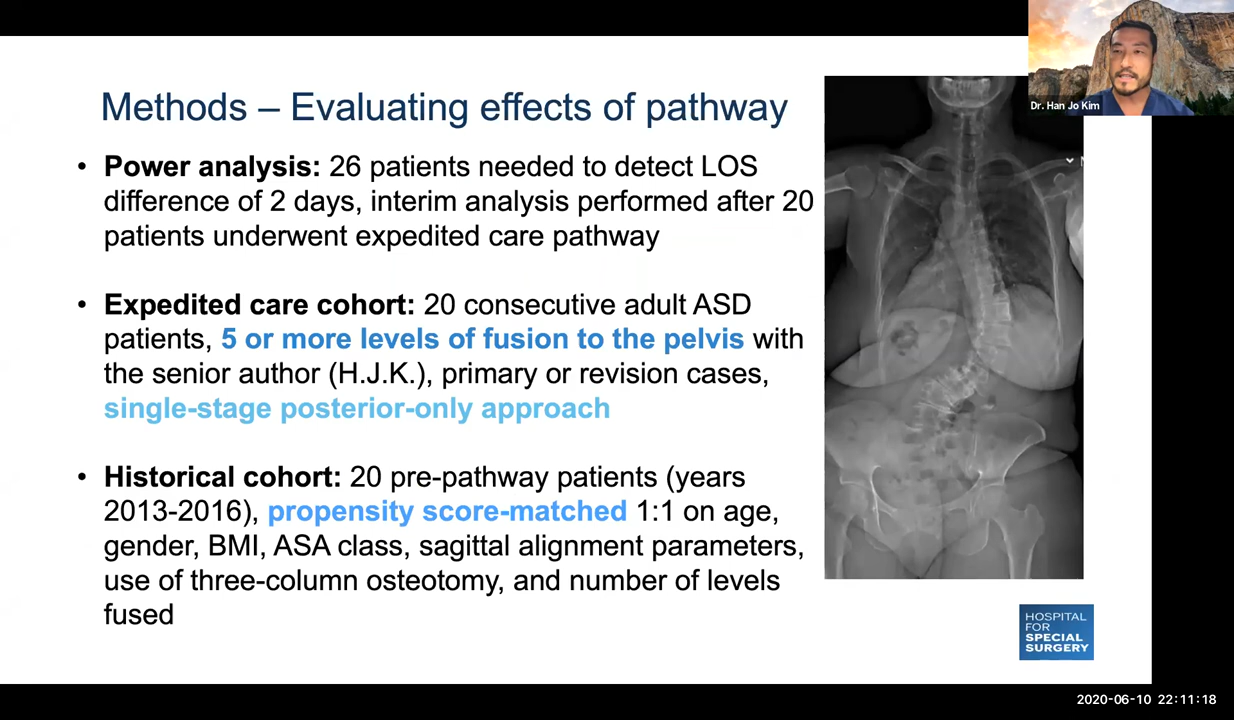 Dr. Han Jo Kim
Methods – Evaluating effects of pathway
• Power analysis: 26 patients needed to detect LOS
difference of 2 days, interim analysis performed after 20
patients underwent expedited care pathway
• Expedited care cohort: 20 consecutive adult ASD
patients, 5 or more levels of fusion to the pelvis with
the senior author (H.J.K.), primary or revision cases,
single-stage posterior-only approach
• Historical cohort: 20 pre-pathway patients (years
2013-2016), propensity score-matched 1:1 on age,
gender, BMI, ASA class, sagittal alignment parameters,
use of three-column osteotomy, and number of levels
fused
HOSPITAL
FOR
SPECIAL
SURGERY
2020-06-10 22:11:18